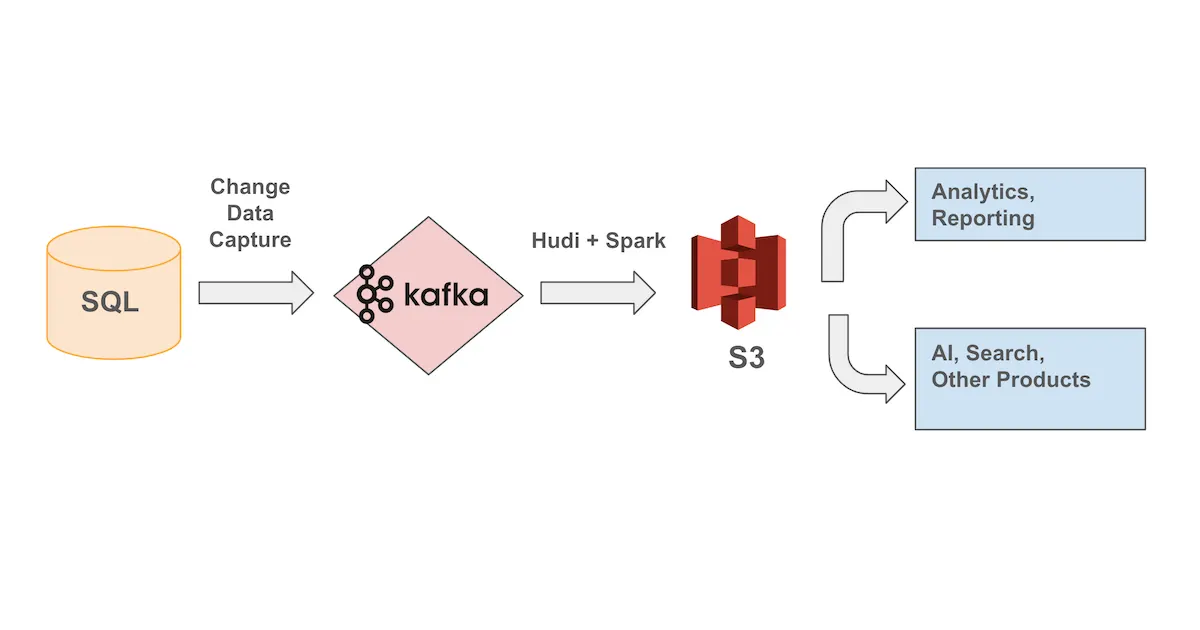 SQL
Change
Data
Capture
kafka
Hudi + Spark
S3
Analytics,
Reporting
AI, Search,
Other Products